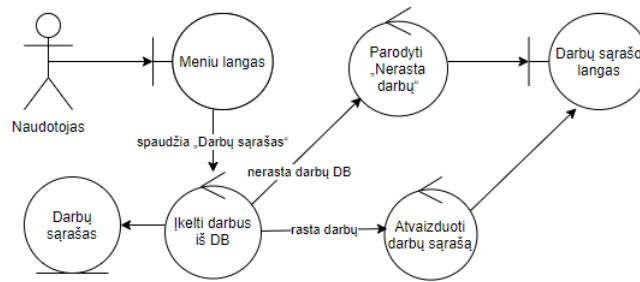 Naudotojas
Meniu langas
Parodyti
„Nerasta
darbų“
Darbų sąrašo
langas
spaudžia „Darbų sąrašas“
nerasta darbų DB
Darbų
sąrašas
Įkelti darbus
iš DB
rasta darbų
Atvaizduoti
darbų sąrašą